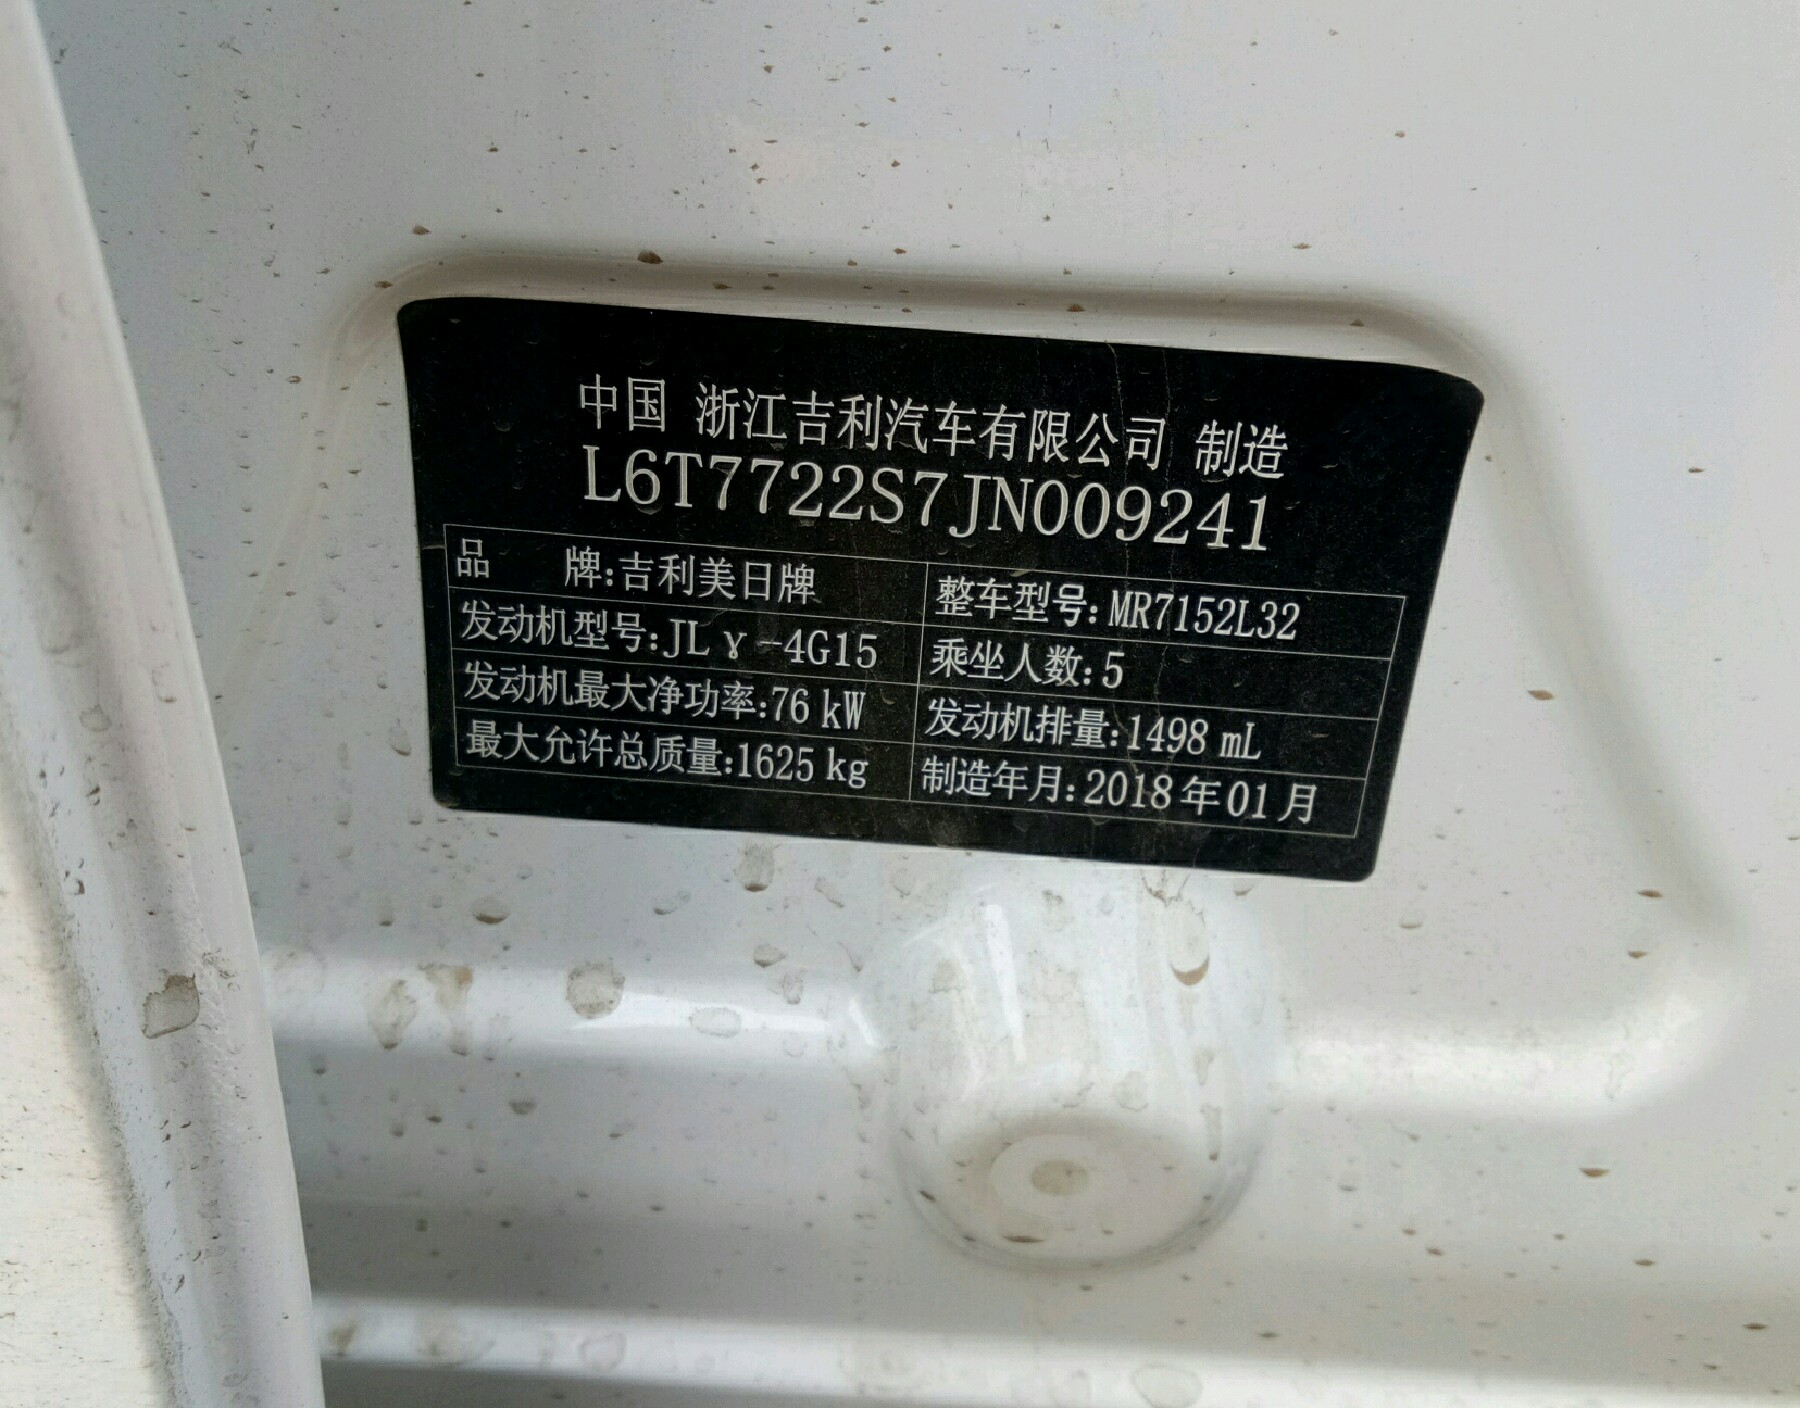 中国 浙江吉利汽车有限公司 制造
L6T7722S7JN009241
品 牌:吉利美日牌 整车型号:MR7152L32
发动机型号:JLγ-4G15 乘坐人数:5
发动机最大净功率:76 kW 发动机排量:1498 mL
最大允许总质量:1625 kg 制造年月:2018年01月